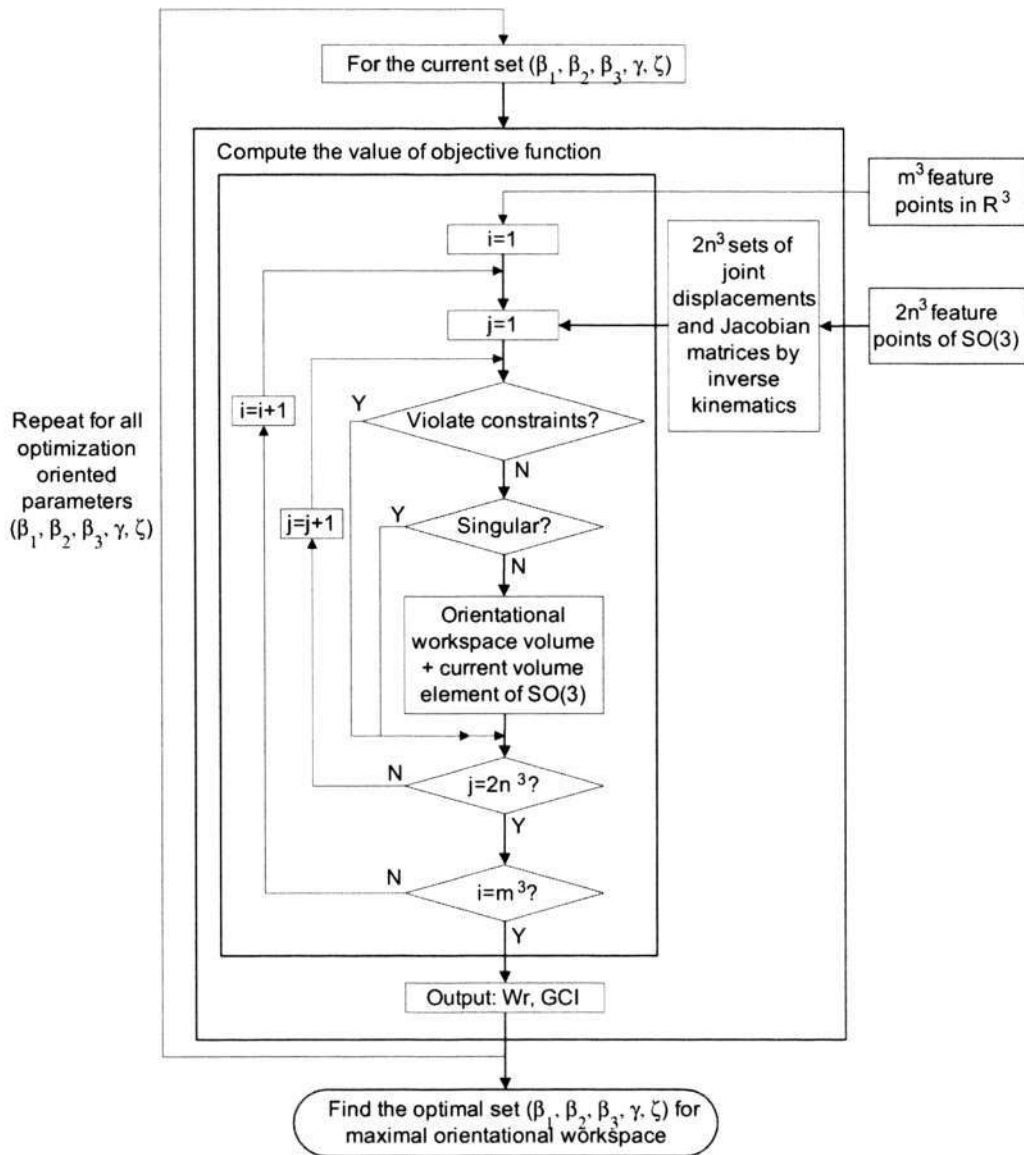 For the current set (β₁, β₂, β₃, γ, ζ)
Compute the value of objective function
m³ feature
points in R³
i=1
2n³ sets of
joint
displacements
and Jacobian
matrices by
inverse
kinematics
2n³ feature
points of SO(3)
j=1
i=i+1
Y
Violate constraints?
N
Repeat for all
optimization
oriented
parameters
(β₁, β₂, β₃, γ, ζ)
j=j+1
Y
Singular?
N
Orientational
workspace volume
+ current volume
element of SO(3)
N
j=2n³?
Y
N
i=m³?
Y
Output: Wr, GCI
Find the optimal set (β₁, β₂, β₃, γ, ζ) for
maximal orientational workspace